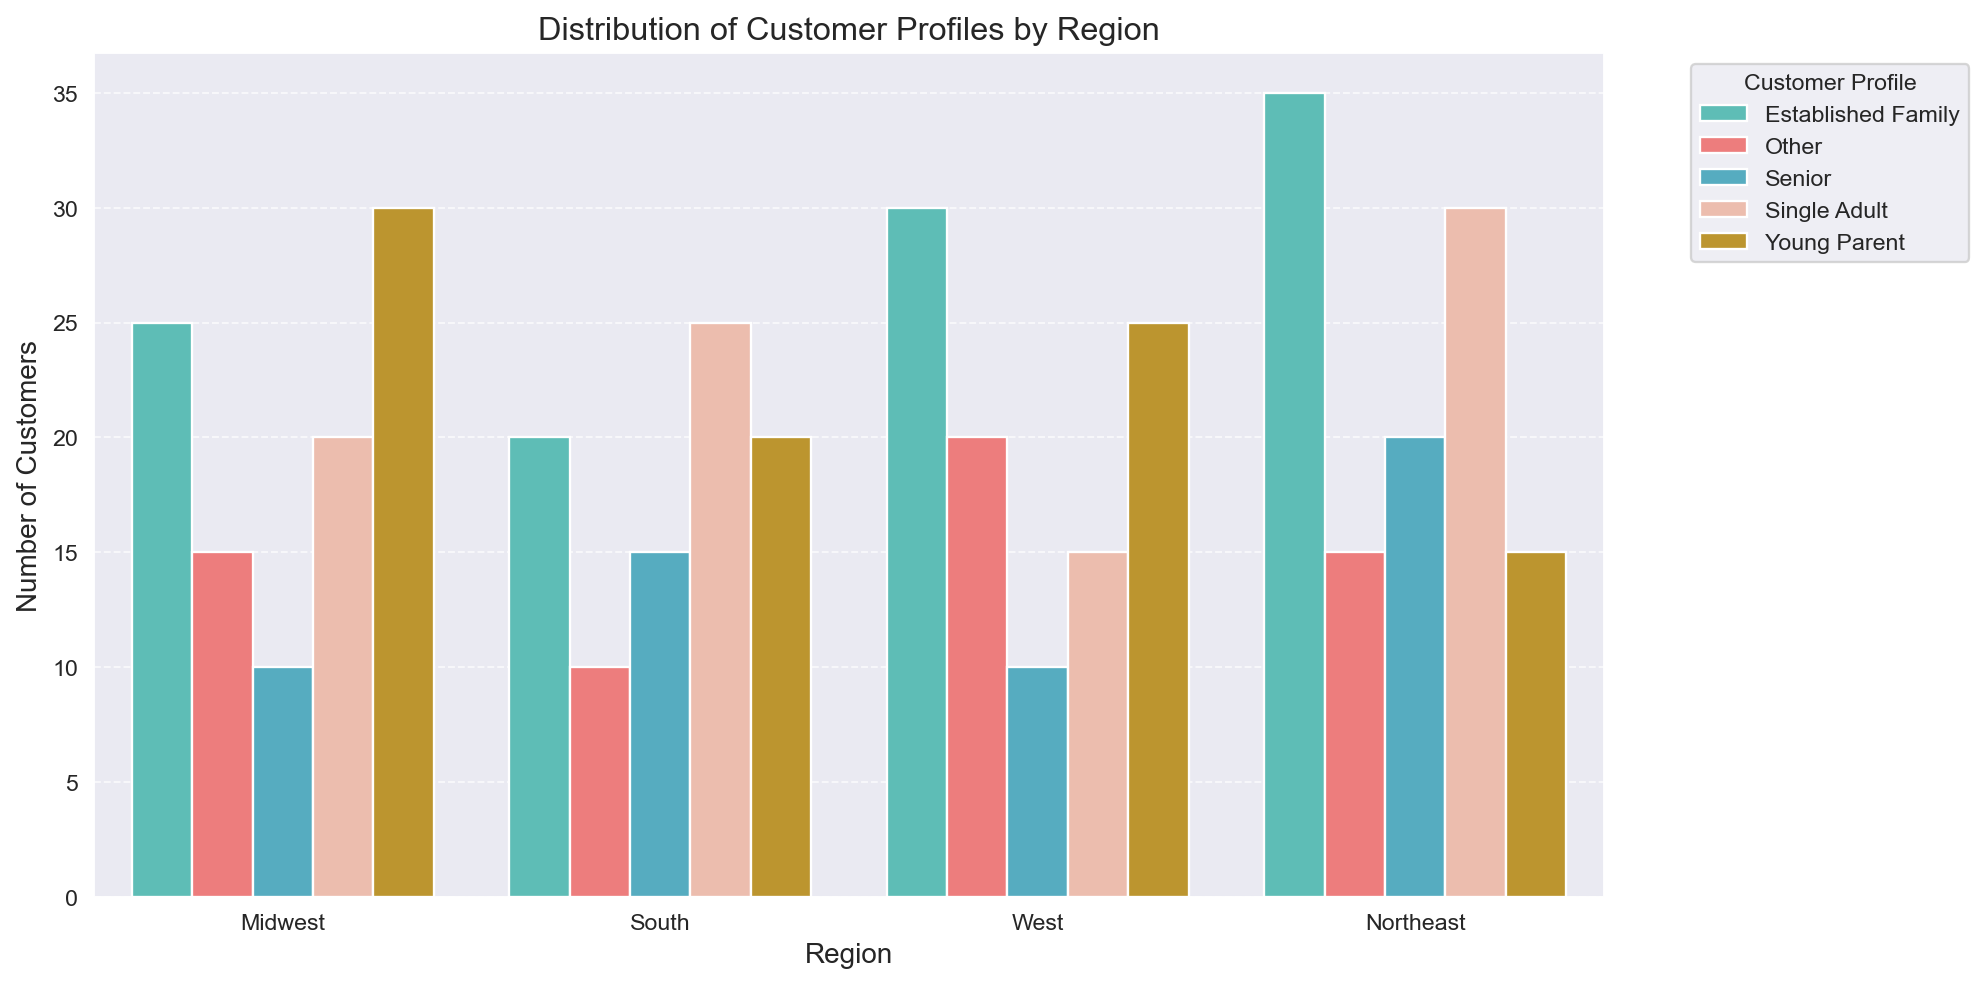 Distribution of Customer Profiles by Region
Customer Profile
Established Family
Other
Senior
Single Adult
Young Parent
Number of Customers
35
30
25
20
15
10
5
0
Midwest South West Northeast
Region